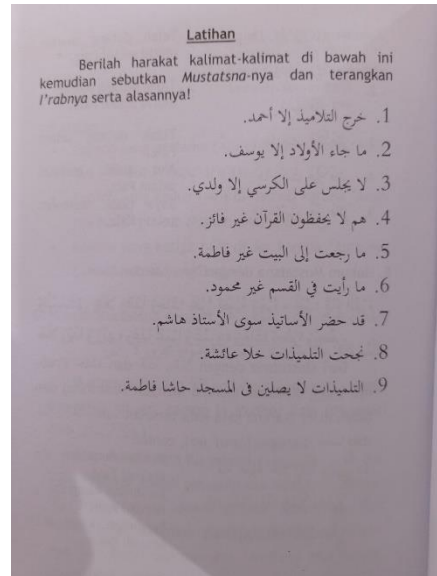 Latihan
Berilah harakat kalimat-kalimat di bawah ini
kemudian sebutkan Mustatsna-nya dan terangkan
I'rabnya serta alasannya!
1. خرج التلاميذ إلا أحمد.
2. ما جاء الأولاد إلا يوسف.
3. لا يجلس على الكرسي إلا ولدي.
4. هم لا يحفظون القرآن غير فائز.
5. ما رجعت إلى البيت غير فاطمة.
6. ما رأيت في القسم غير محمود.
7. قد حضر الأساتيذ سوى الأستاذ هاشم.
8. نجحت التلميذات خلا عائشة.
9. التلميذات لا يصلين فى المسجد حاشا فاطمة.